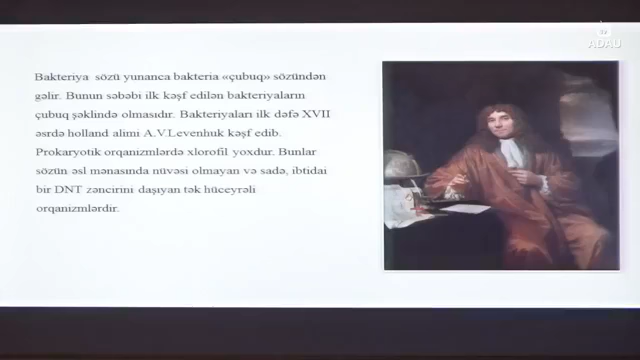 tv
ADAU
Bakteriya sözü yunanca bakteria «çubuq» sözündən
gəlir. Bunun səbəbi ilk kəşf edilən bakteriyaların
çubuq şəklində olmasıdır. Bakteriyaları ilk dəfə XVII
əsrdə holland alimi A.V.Levenhuk kəşf edib.
Prokaryotik orqanizmlərdə xlorofil yoxdur. Bunlar
sözün əsl mənasında nüvəsi olmayan və sadə, ibtidai
bir DNT zəncirini daşıyan tək hüceyrəli
orqanizmlərdir.